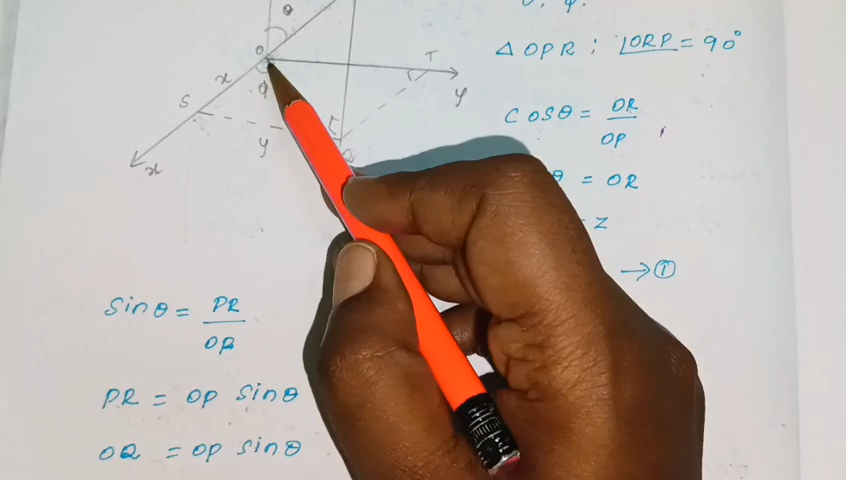 θ
O
x
φ
S
y
x
T
y
θ, φ.
△ OPR : ∠ORP = 90°
Cosθ = OR / OP
θ = OR
z
→ ①
Sinθ = PR / OP
PR = OP Sinθ
OQ = OP Sinθ